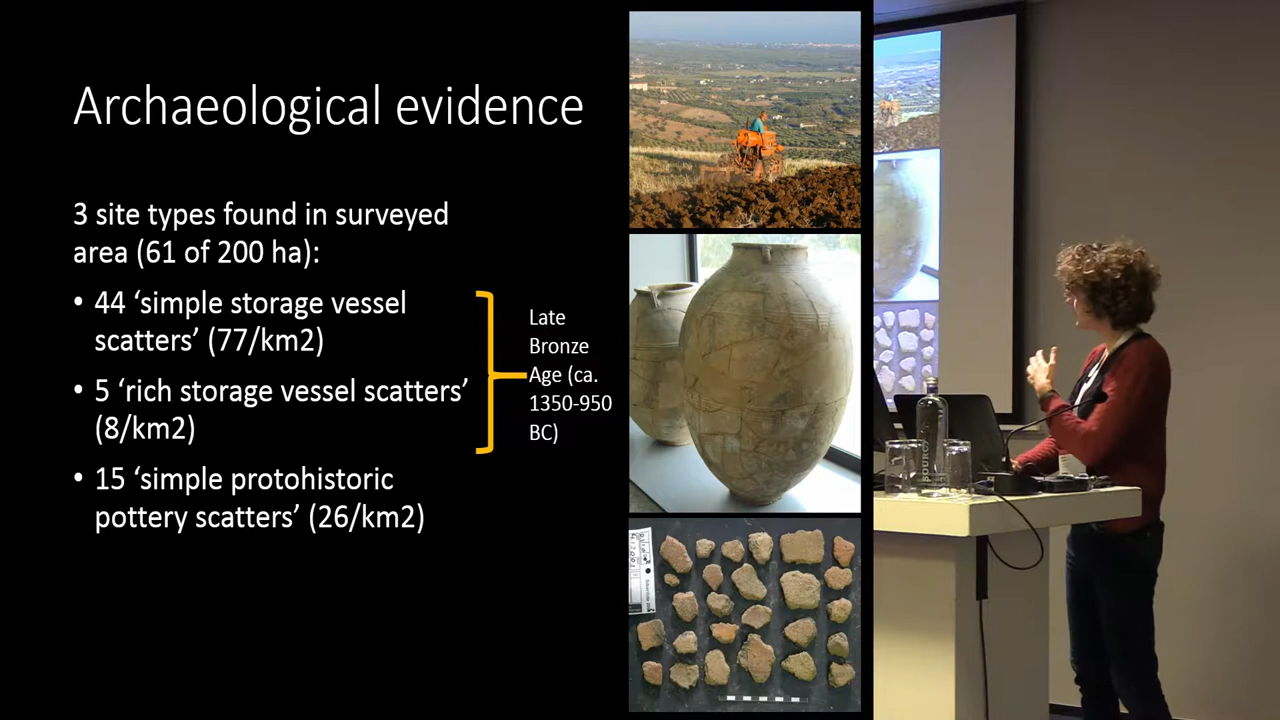 Archaeological evidence
3 site types found in surveyed
area (61 of 200 ha):
• 44 ‘simple storage vessel
scatters’ (77/km2)
• 5 ‘rich storage vessel scatters’
(8/km2)
• 15 ‘simple protohistoric
pottery scatters’ (26/km2)
Late
Bronze
Age (ca.
1350-950
BC)